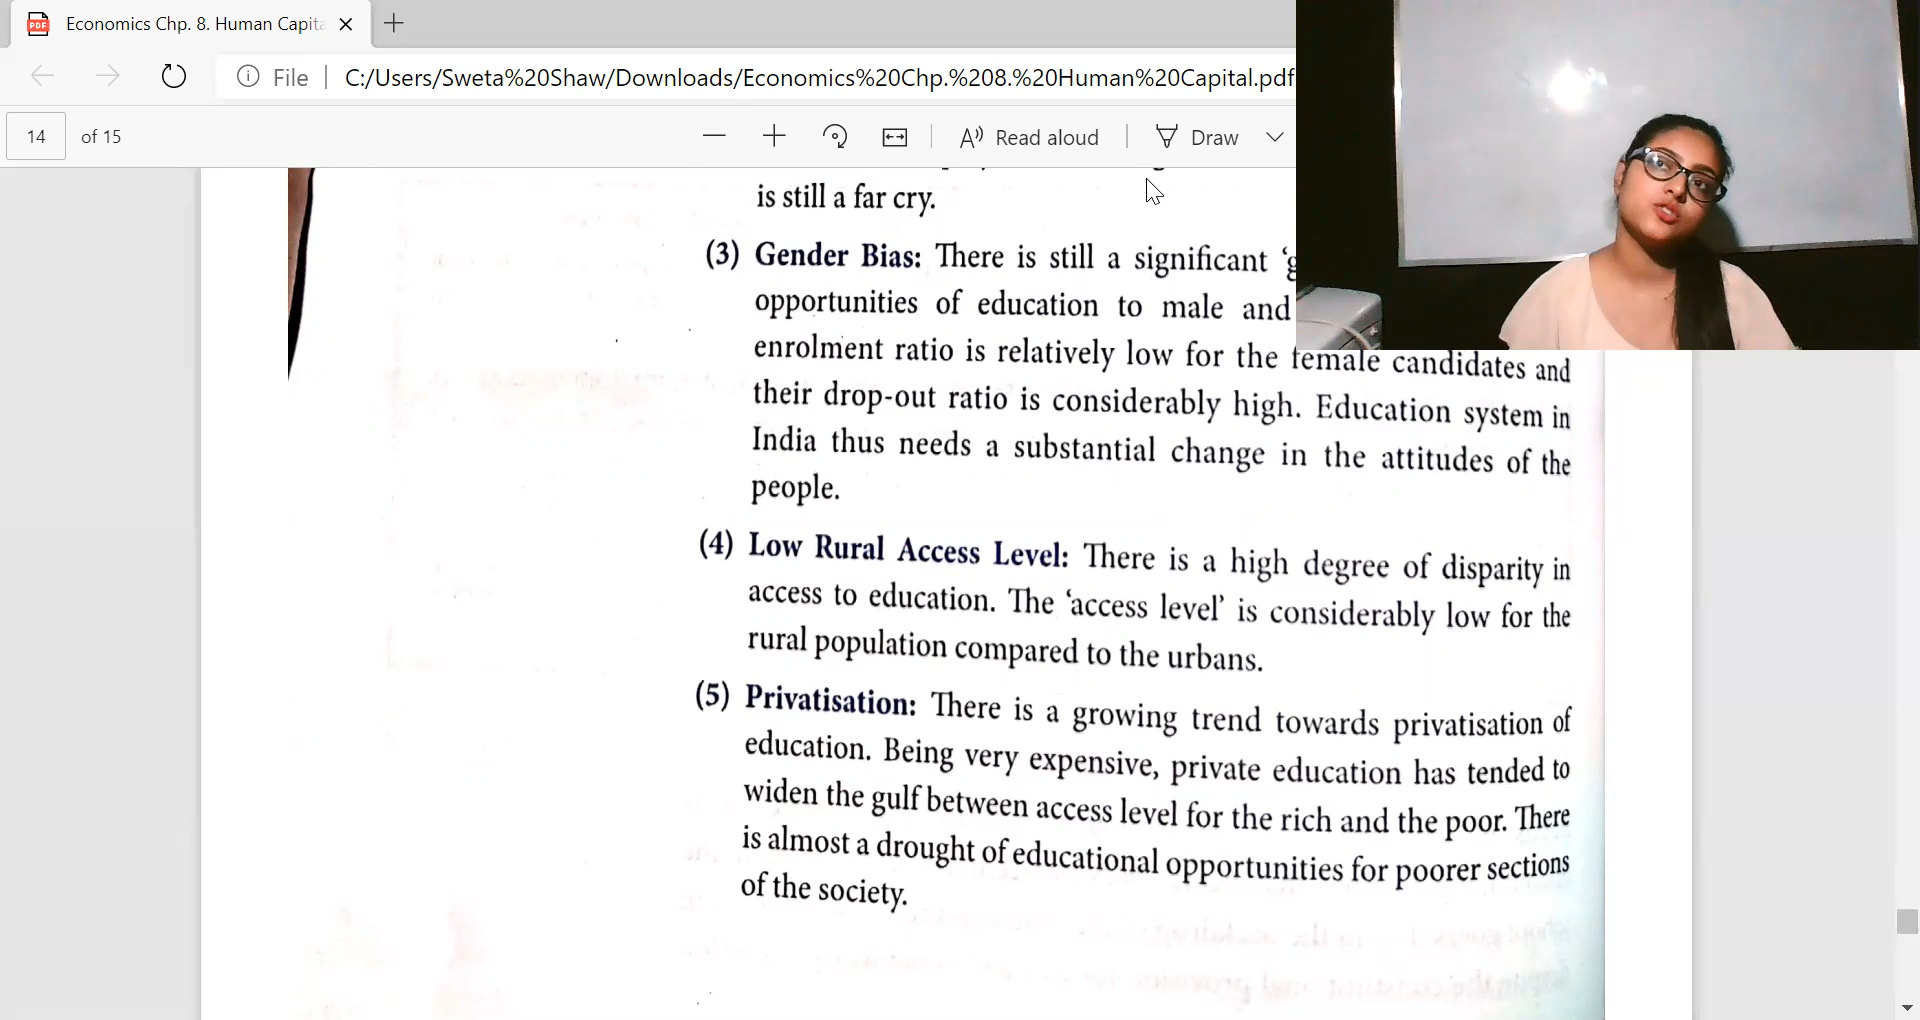 Economics Chp. 8. Human Capita
File
C:/Users/Sweta%20Shaw/Downloads/Economics%20Chp.%208.%20Human%20Capital.pdf
14 of 15
Read aloud
Draw
is still a far cry.
(3) Gender Bias: There is still a significant ‘g
opportunities of education to male and
enrolment ratio is relatively low for the female candidates and
their drop-out ratio is considerably high. Education system in
India thus needs a substantial change in the attitudes of the
people.
(4) Low Rural Access Level: There is a high degree of disparity in
access to education. The ‘access level’ is considerably low for the
rural population compared to the urbans.
(5) Privatisation: There is a growing trend towards privatisation of
education. Being very expensive, private education has tended to
widen the gulf between access level for the rich and the poor. There
is almost a drought of educational opportunities for poorer sections
of the society.